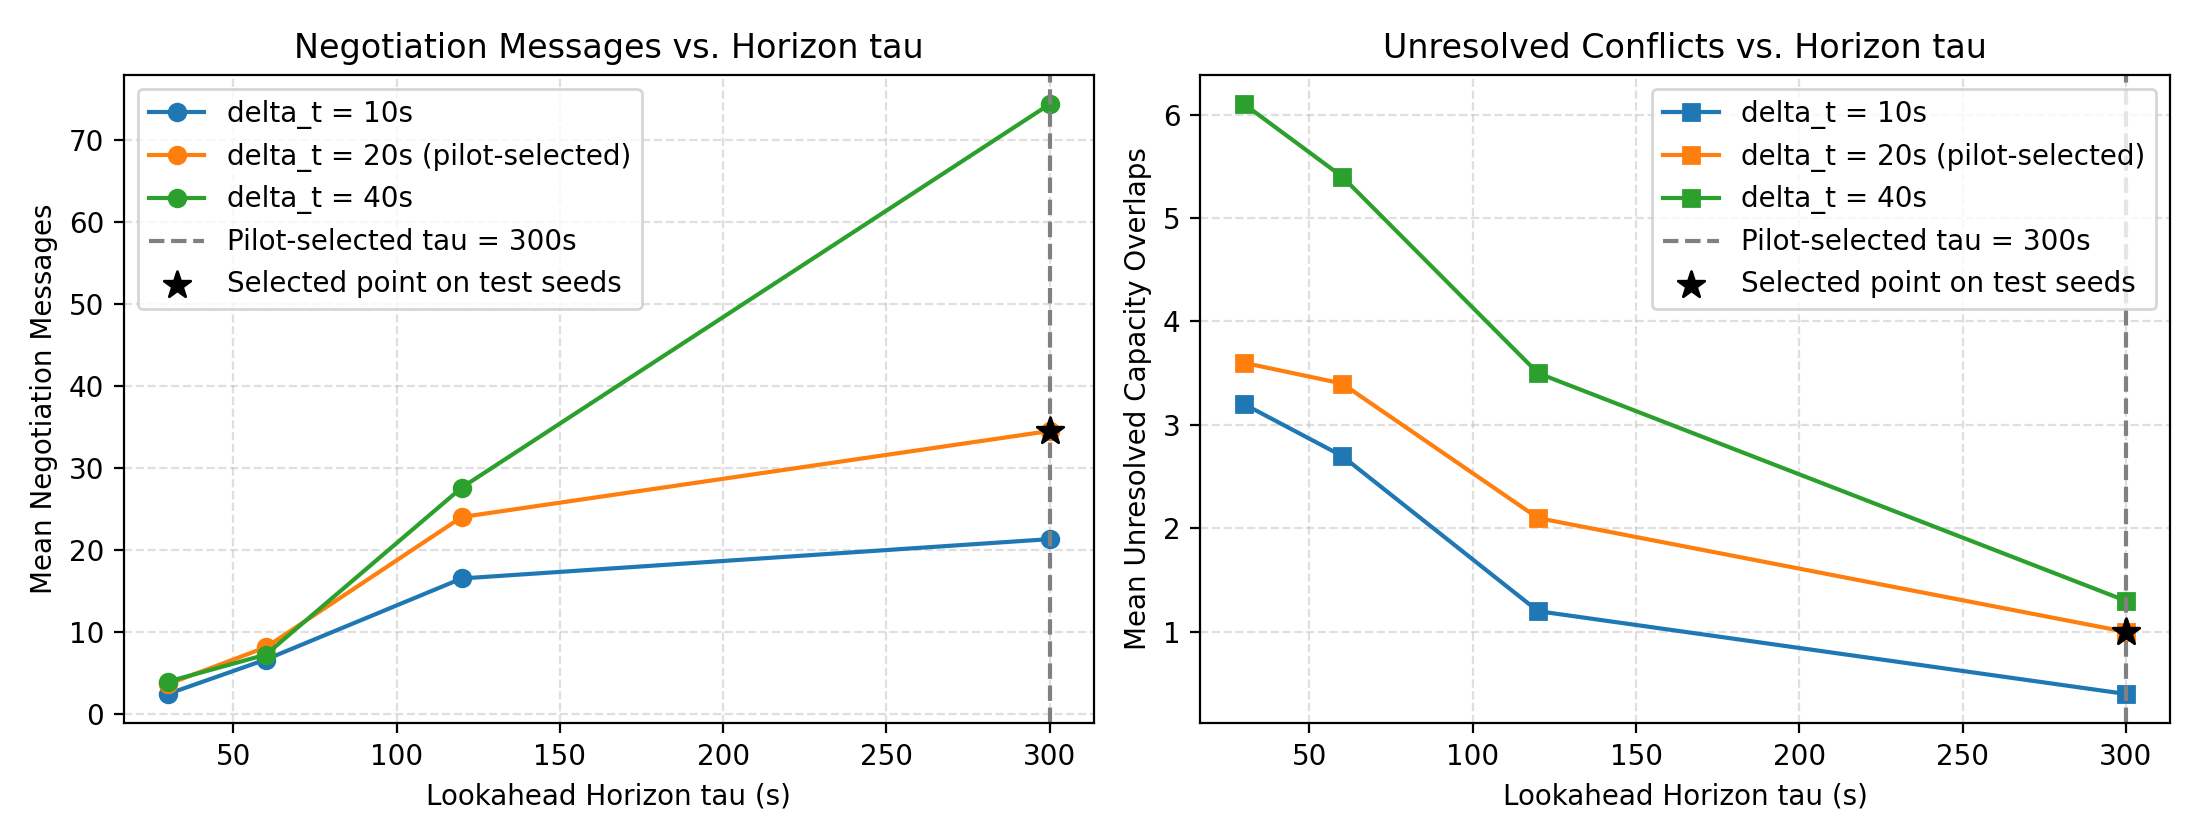 Negotiation Messages vs. Horizon tau
Mean Negotiation Messages
70
60
50
40
30
20
10
0
delta_t = 10s
delta_t = 20s (pilot-selected)
delta_t = 40s
Pilot-selected tau = 300s
Selected point on test seeds
50 100 150 200 250 300
Lookahead Horizon tau (s)
Unresolved Conflicts vs. Horizon tau
Mean Unresolved Capacity Overlaps
6
5
4
3
2
1
delta_t = 10s
delta_t = 20s (pilot-selected)
delta_t = 40s
Pilot-selected tau = 300s
Selected point on test seeds
50 100 150 200 250 300
Lookahead Horizon tau (s)